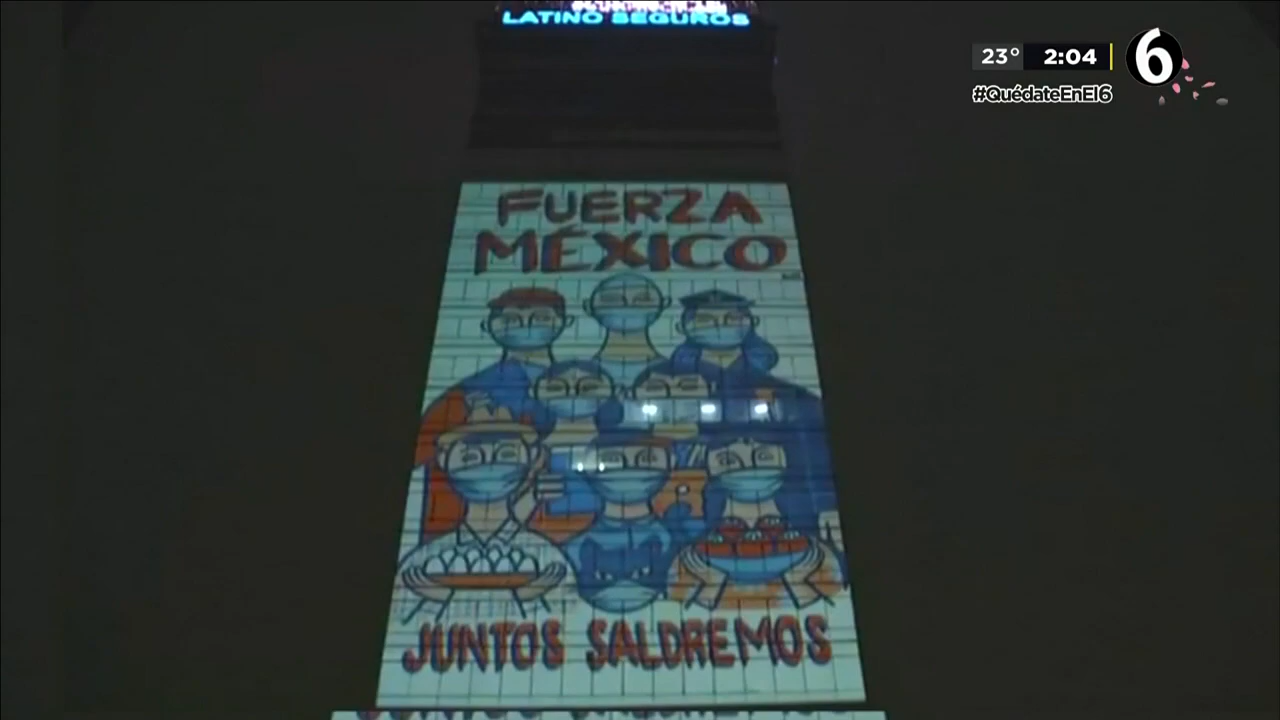 LATINO SEGUROS
23° 2:04
6
#QuédateEnEl6
FUERZA
MÉXICO
JUNTOS SALDREMOS